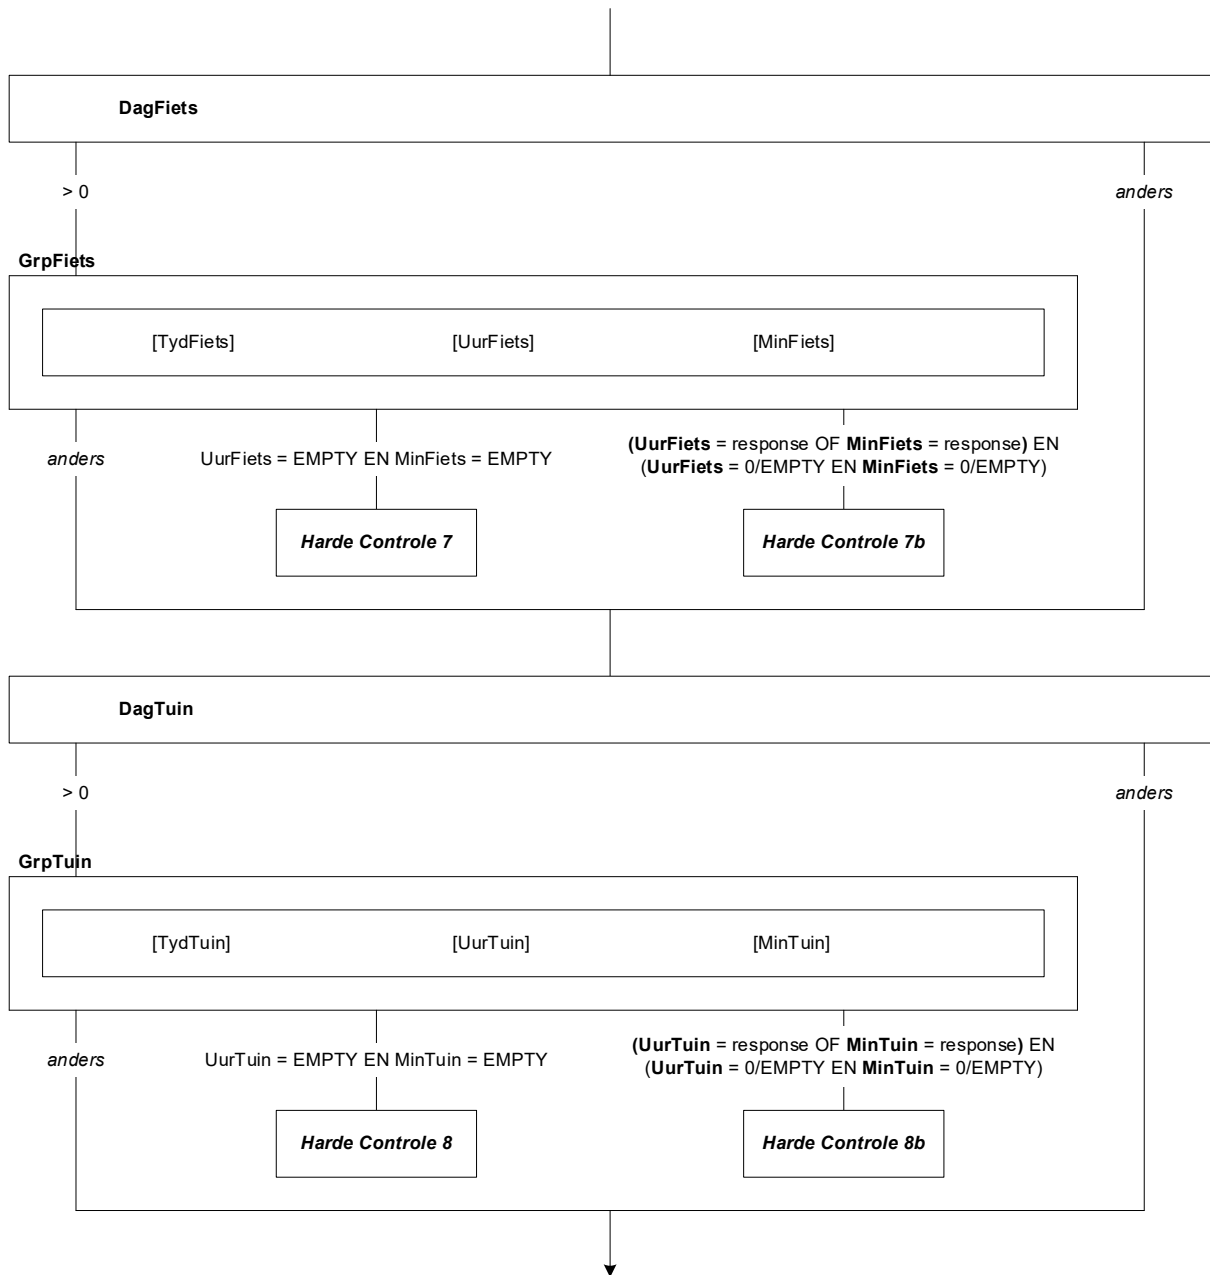 DagFiets
> 0
anders
GrpFiets
[TydFiets] [UurFiets] [MinFiets]
anders
UurFiets = EMPTY EN MinFiets = EMPTY
(UurFiets = response OF MinFiets = response) EN
(UurFiets = 0/EMPTY EN MinFiets = 0/EMPTY)
Harde Controle 7
Harde Controle 7b
DagTuin
> 0
anders
GrpTuin
[TydTuin] [UurTuin] [MinTuin]
anders
UurTuin = EMPTY EN MinTuin = EMPTY
(UurTuin = response OF MinTuin = response) EN
(UurTuin = 0/EMPTY EN MinTuin = 0/EMPTY)
Harde Controle 8
Harde Controle 8b